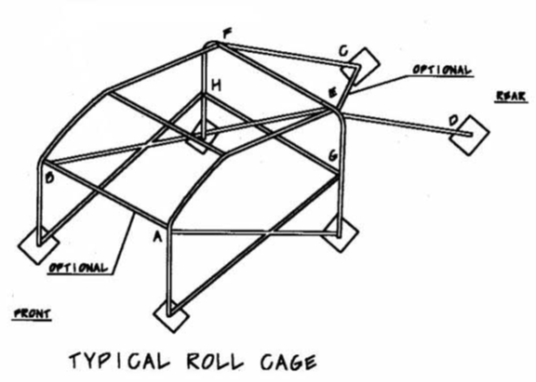 F
C
OPTIONAL
H
E
REAR
D
B
G
A
OPTIONAL
FRONT
TYPICAL ROLL CAGE